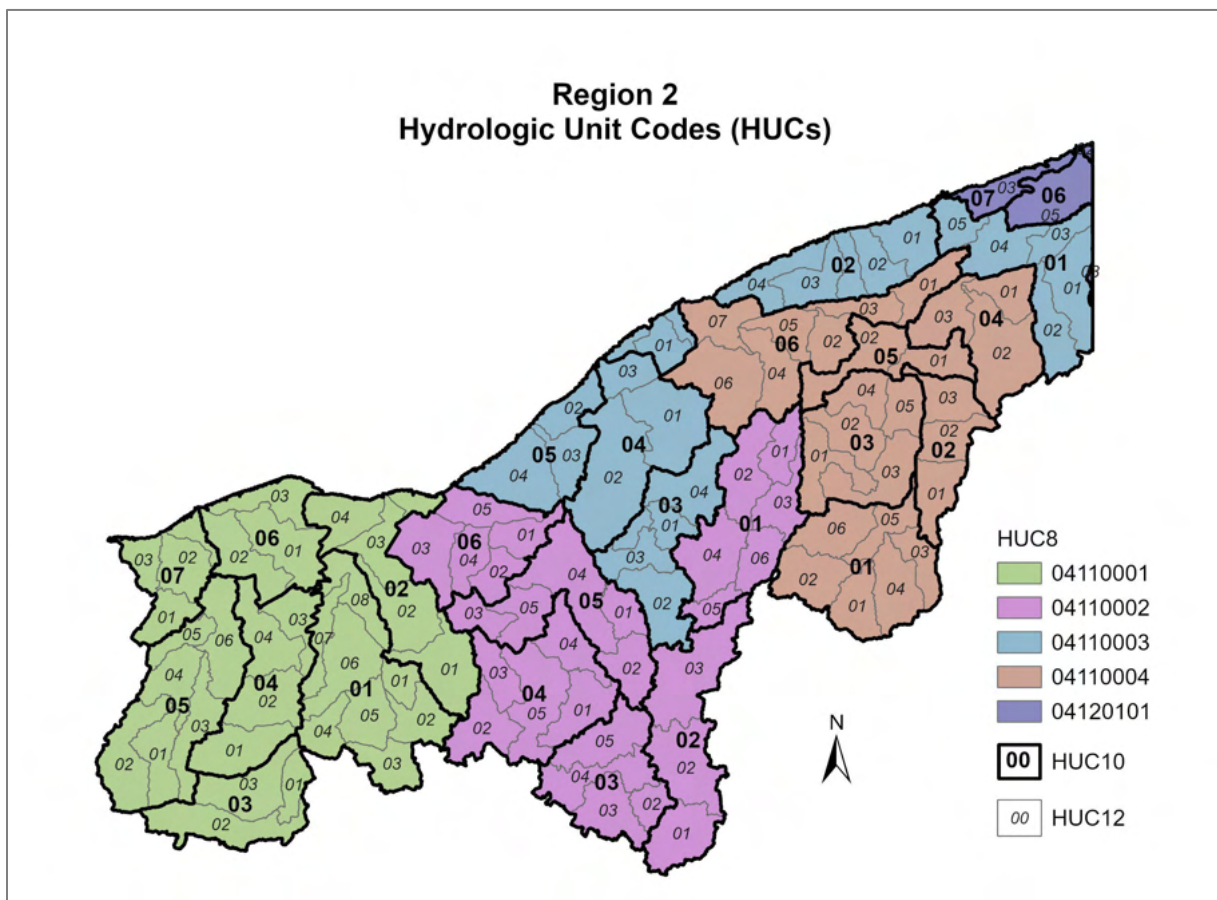 Region 2
Hydrologic Unit Codes (HUCs)
07 03 06
05
05 03
01 04 01
02 02 03
04 03 02 01 02
01 03 01 04
03 02
07 05 03 02 05 01 02
06
01 06 04
03 04 05 03
02 01 02 02
05 03 04 01 03 02
04 02 01
03 04 03 03 01
01 02 01
05 03 06 05
03 04 06 01 02 01 04 06 03
02 01 04 05
03 02 06 02 01 03
07 01 04 02 05 01 02
08 02 03 05 01
05 06 04 03 07 04 05
04 06 01 02 03
05 04 01 01 03 02
02 04 05 01
03 04 05 02 05 01 02
02 01 01 03 05 02
03 01 03 04 03 02
03 02 03
02 01
HUC8
04110001
04110002
04110003
04110004
04120101
N
00 HUC10
00 HUC12